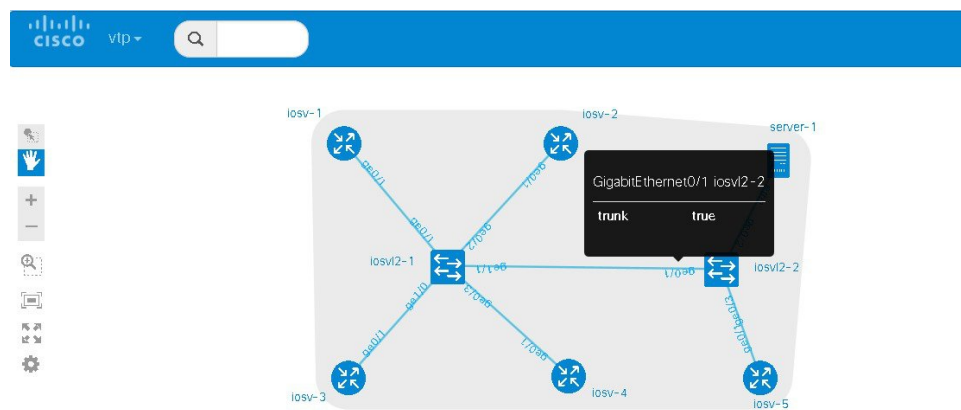 CISCO vtp
iosv-1
iosv-2
server-1
ge0/1
ge0/1
GigabitEthernet0/1 iosvl2-2
trunk true
ge0/1
ge0/2
iosvl2-1
ge1/1
ge0/1
iosvl2-2
ge1/0
ge0/3
ge0/3
ge0/1
ge0/1
ge0/1
iosv-3
iosv-4
iosv-5